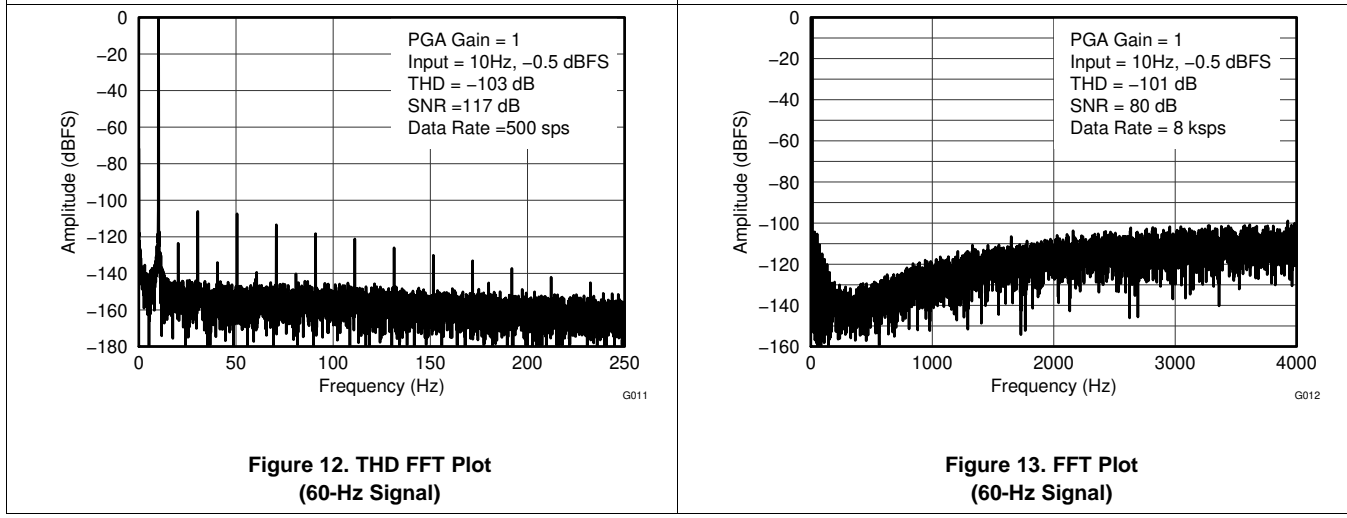 0
−20
−40
−60
−80
−100
−120
−140
−160
−180
Amplitude (dBFS)
PGA Gain = 1
Input = 10Hz, −0.5 dBFS
THD = −103 dB
SNR =117 dB
Data Rate =500 sps
0 50 100 150 200 250
Frequency (Hz)
G011
Figure 12. THD FFT Plot
(60-Hz Signal)
0
−20
−40
−60
−80
−100
−120
−140
−160
Amplitude (dBFS)
PGA Gain = 1
Input = 10Hz, −0.5 dBFS
THD = −101 dB
SNR = 80 dB
Data Rate = 8 ksps
0 1000 2000 3000 4000
Frequency (Hz)
G012
Figure 13. FFT Plot
(60-Hz Signal)